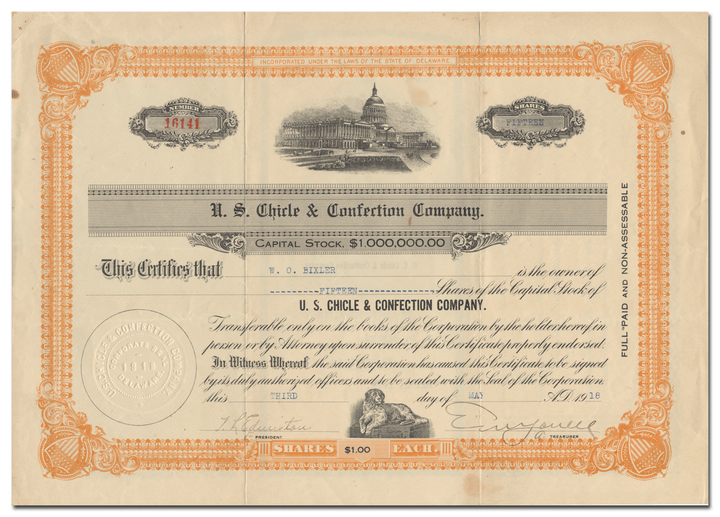 INCORPORATED UNDER THE LAWS OF THE STATE OF DELAWARE.
NUMBER
16141
SHARES
FIFTEEN
U. S. Chicle & Confection Company.
CAPITAL STOCK, $1,000,000.00
This Certifies that W. O. BIXLER is the owner of
FIFTEEN Shares of the Capital Stock of
U. S. CHICLE & CONFECTION COMPANY.
Transferable only on the books of the Corporation by the holder hereof in
person or by Attorney upon surrender of this Certificate properly endorsed.
In Witness Whereof the said Corporation has caused this Certificate to be signed
by its duly authorized officers and to be sealed with the Seal of the Corporation.
this THIRD day of MAY A.D. 1918
PRESIDENT
TREASURER
SHARES $1.00 EACH.
FULL PAID AND NON-ASSESSABLE
U.S. CHICLE & CONFECTION COMPANY
DELAWARE